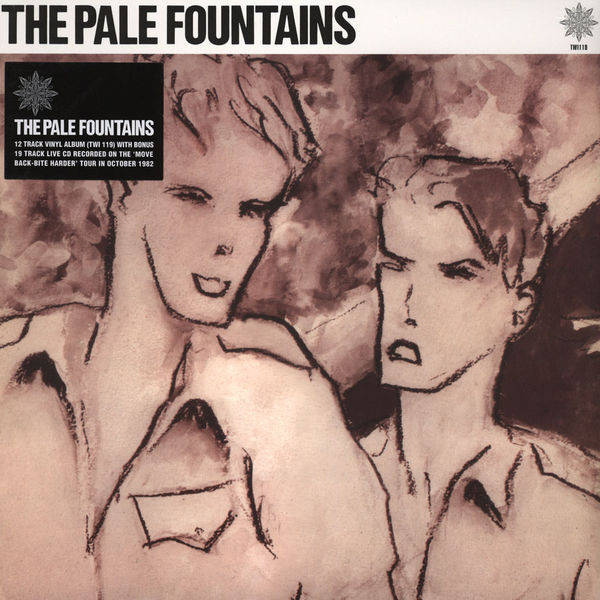 THE PALE FOUNTAINS
TWI119
THE PALE FOUNTAINS
12 TRACK VINYL ALBUM (TWI 119) WITH BONUS
19 TRACK LIVE CD RECORDED ON THE ‘MOVE
BACK-BITE HARDER’ TOUR IN OCTOBER 1982